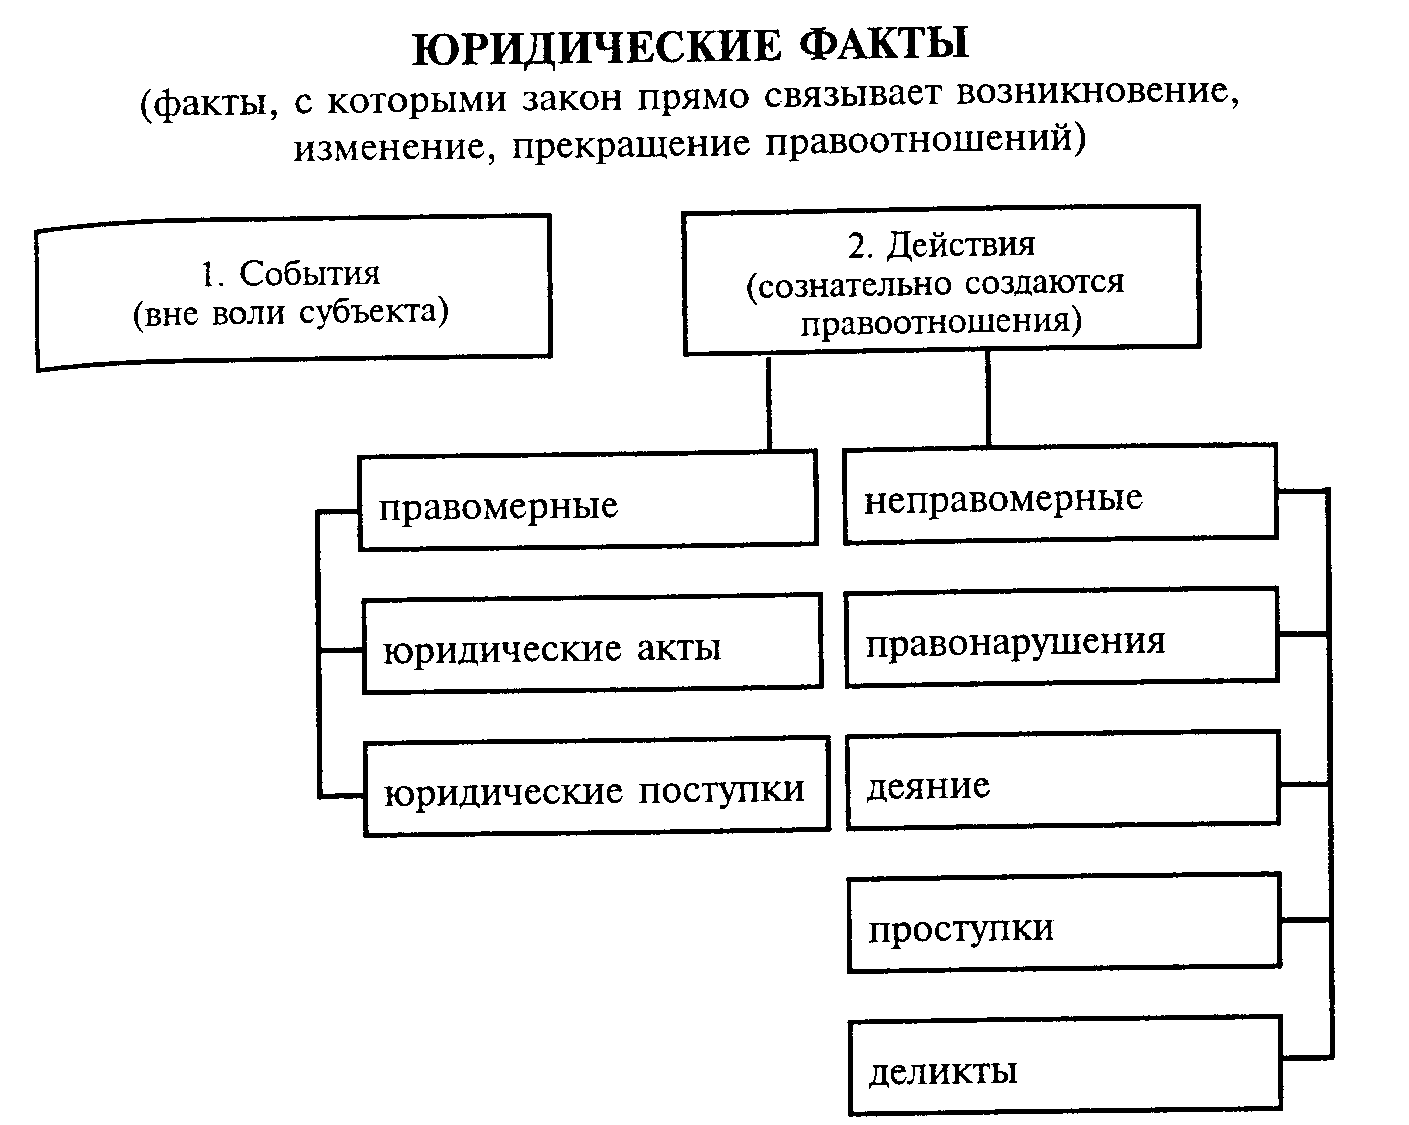 ЮРИДИЧЕСКИЕ ФАКТЫ
(факты, с которыми закон прямо связывает возникновение,
изменение, прекращение правоотношений)
1. События
(вне воли субъекта)
2. Действия
(сознательно создаются
правоотношения)
правомерные
неправомерные
юридические акты
правонарушения
юридические поступки
деяние
проступки
деликты